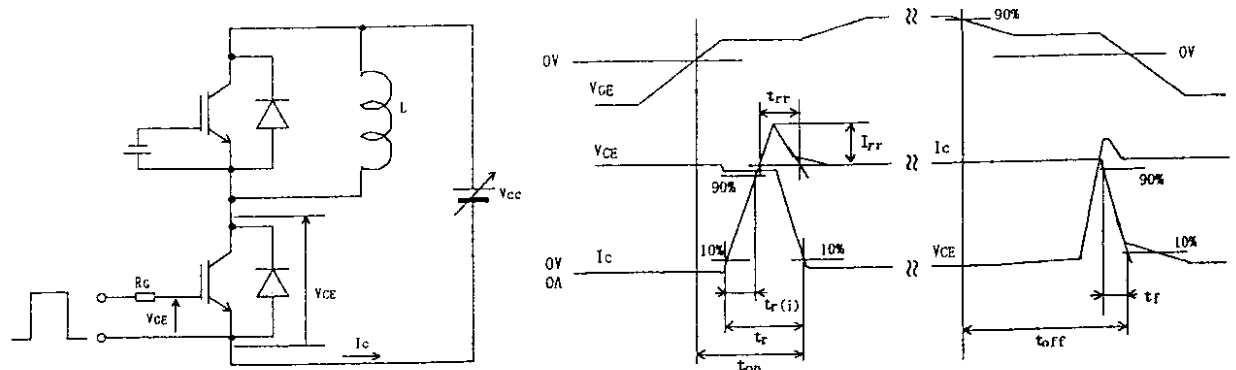 L
VCC
RG
VGE
VCE
Ic
0V
VGE
90%
0V
trr
Irr
VCE
Ic
90%
90%
10%
10%
10%
0V
0A
Ic
VCE
tr(i)
tr
ton
tf
toff